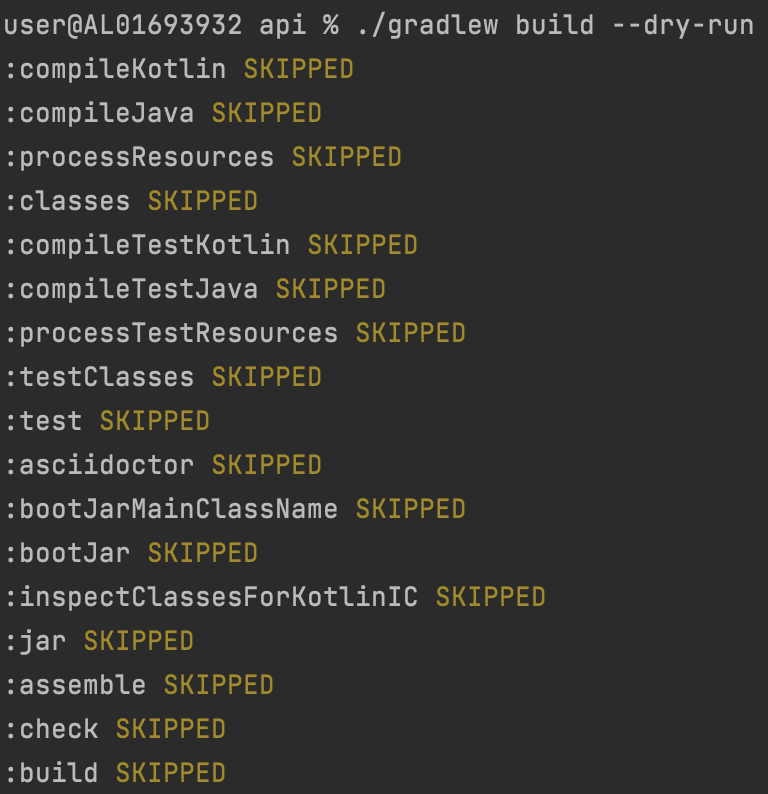 user@AL01693932 api % ./gradlew build --dry-run
:compileKotlin SKIPPED
:compileJava SKIPPED
:processResources SKIPPED
:classes SKIPPED
:compileTestKotlin SKIPPED
:compileTestJava SKIPPED
:processTestResources SKIPPED
:testClasses SKIPPED
:test SKIPPED
:asciidoctor SKIPPED
:bootJarMainClassName SKIPPED
:bootJar SKIPPED
:inspectClassesForKotlinIC SKIPPED
:jar SKIPPED
:assemble SKIPPED
:check SKIPPED
:build SKIPPED